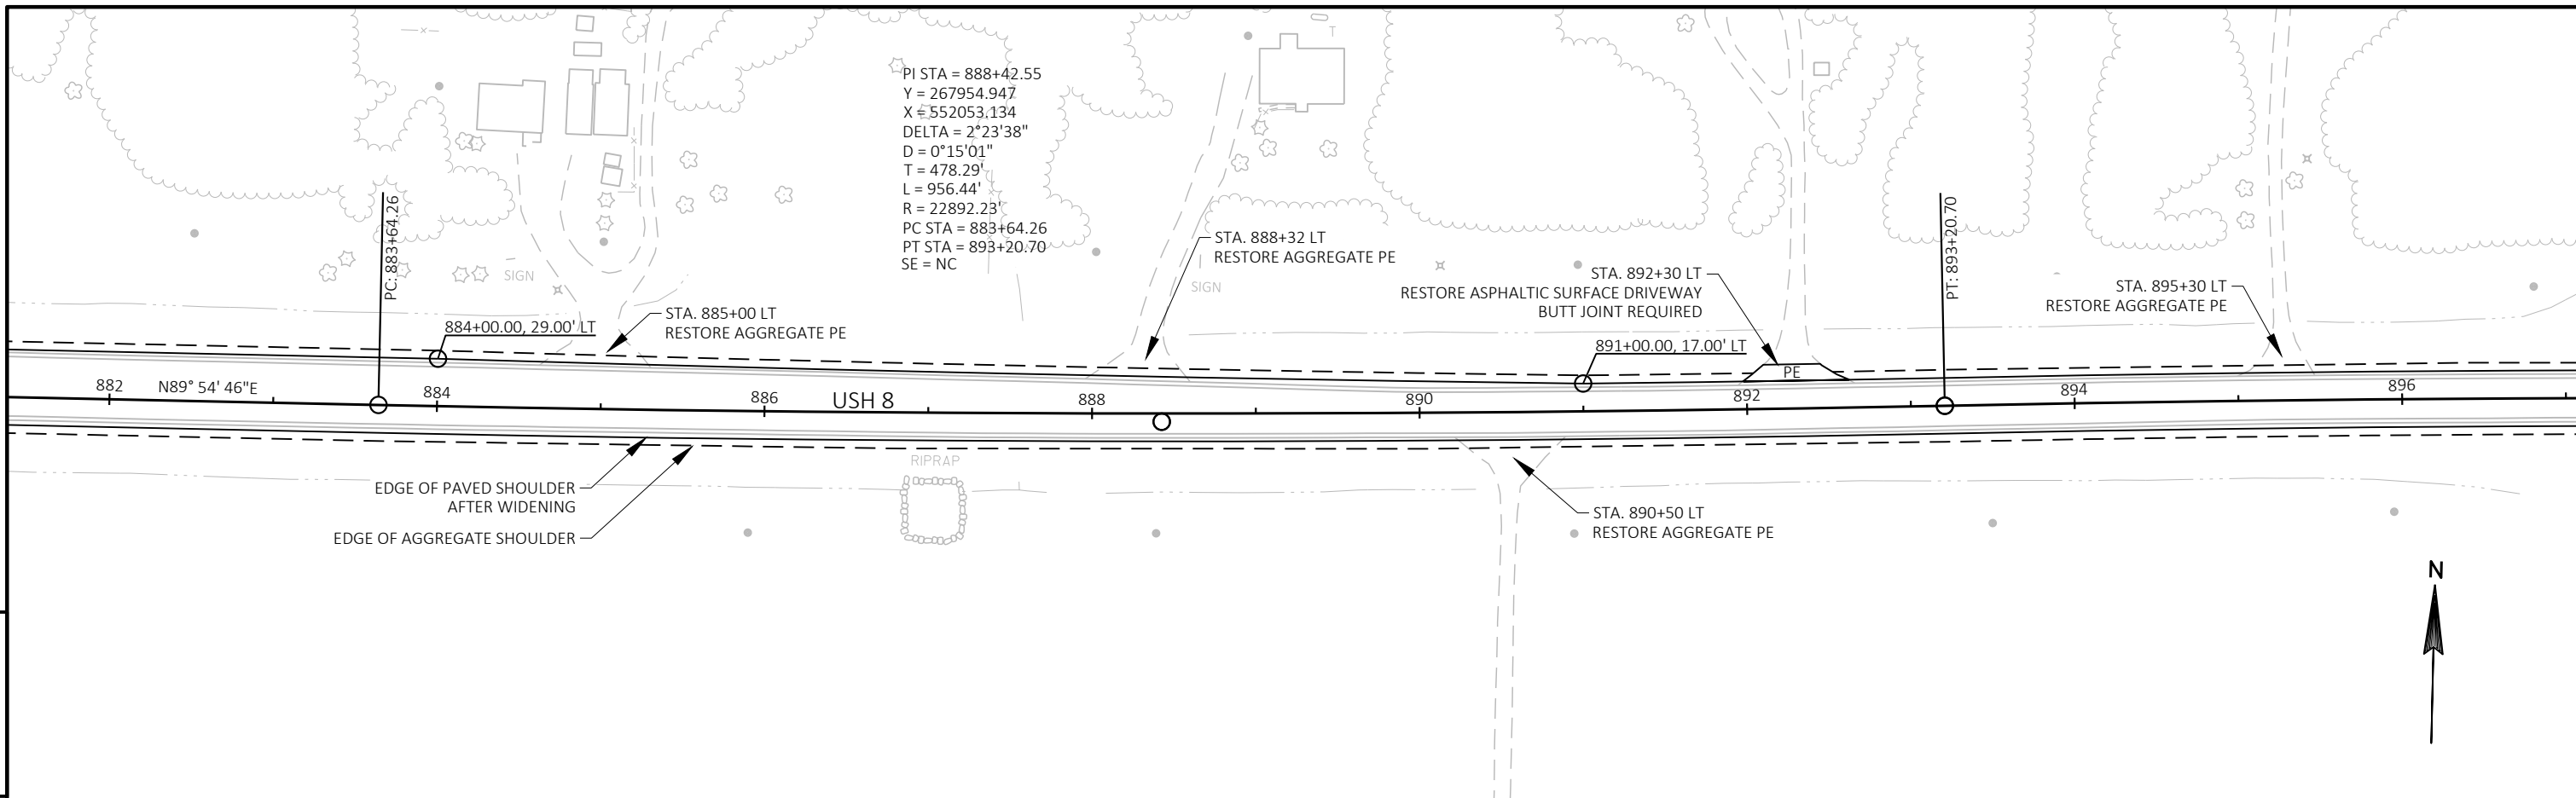 T
PI STA = 888+42.55
Y = 267954.947
X = 552053.134
DELTA = 2°23'38"
D = 0°15'01"
T = 478.29'
L = 956.44'
R = 22892.23'
PC STA = 883+64.26
PT STA = 893+20.70
SE = NC
PC: 883+64.26
PT: 893+20.70
SIGN
SIGN
STA. 888+32 LT
RESTORE AGGREGATE PE
STA. 892+30 LT
RESTORE ASPHALTIC SURFACE DRIVEWAY
BUTT JOINT REQUIRED
STA. 895+30 LT
RESTORE AGGREGATE PE
884+00.00, 29.00' LT
STA. 885+00 LT
RESTORE AGGREGATE PE
891+00.00, 17.00' LT
PE
882
N89° 54' 46"E
884
886
USH 8
888
890
892
894
896
RIPRAP
EDGE OF PAVED SHOULDER
AFTER WIDENING
EDGE OF AGGREGATE SHOULDER
STA. 890+50 LT
RESTORE AGGREGATE PE
N